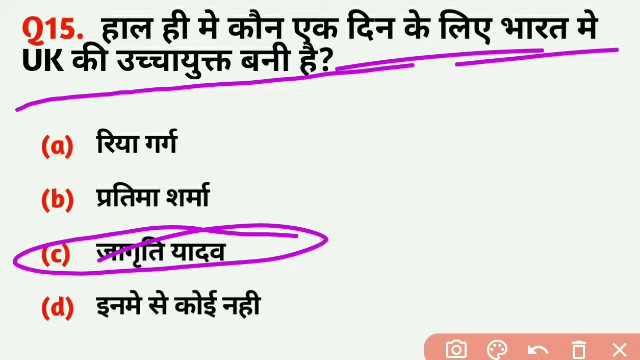 Q15. हाल ही मे कौन एक दिन के लिए भारत मे
UK की उच्चायुक्त बनी है?
(a) रिया गर्ग
(b) प्रतिमा शर्मा
(c) जागृति यादव
(d) इनमे से कोई नही